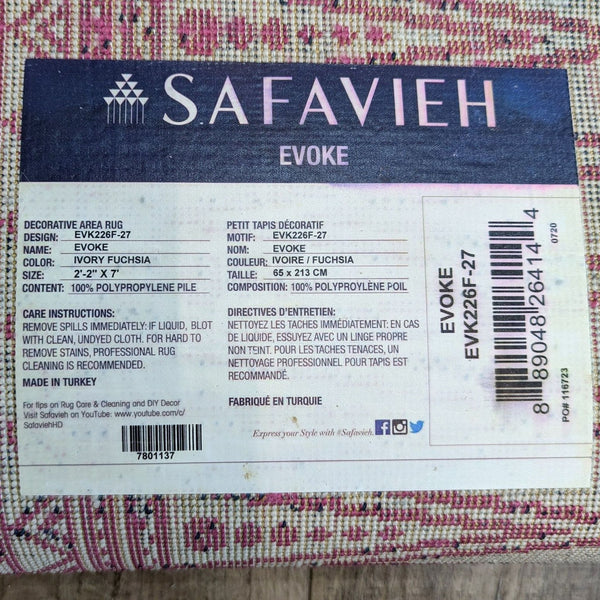 SAFAVIEH
EVOKE
DECORATIVE AREA RUG
DESIGN: EVK226F-27
NAME: EVOKE
COLOR: IVORY FUCHSIA
SIZE: 2'-2" X 7'
CONTENT: 100% POLYPROPYLENE PILE
CARE INSTRUCTIONS:
REMOVE SPILLS IMMEDIATELY: IF LIQUID, BLOT
WITH CLEAN, UNDYED CLOTH. FOR HARD TO
REMOVE STAINS, PROFESSIONAL RUG
CLEANING IS RECOMMENDED.
MADE IN TURKEY
For tips on Rug Care & Cleaning and DIY Decor
Visit Safavieh on YouTube: www.youtube.com/c/
SafaviehHD
7801137
PETIT TAPIS DÉCORATIF
MOTIF: EVK226F-27
NOM: EVOKE
COULEUR: IVOIRE / FUCHSIA
TAILLE: 65 x 213 CM
COMPOSITION: 100% POLYPROYLÈNE POIL
DIRECTIVES D'ENTRETIEN:
NETTOYEZ LES TACHES IMMÉDIATEMENT: EN CAS
DE LIQUIDE, ESSUYEZ AVEC UN LINGE PROPRE
NON TEINT. POUR LES TACHES TENACES, UN
NETTOYAGE PROFESSIONNEL POUR TAPIS EST
RECOMMANDÉ.
FABRIQUÉ EN TURQUIE
Express your Style with #Safavieh.
EVOKE
EVK226F-27
8 89048 26414 4
0720
PO# 116723